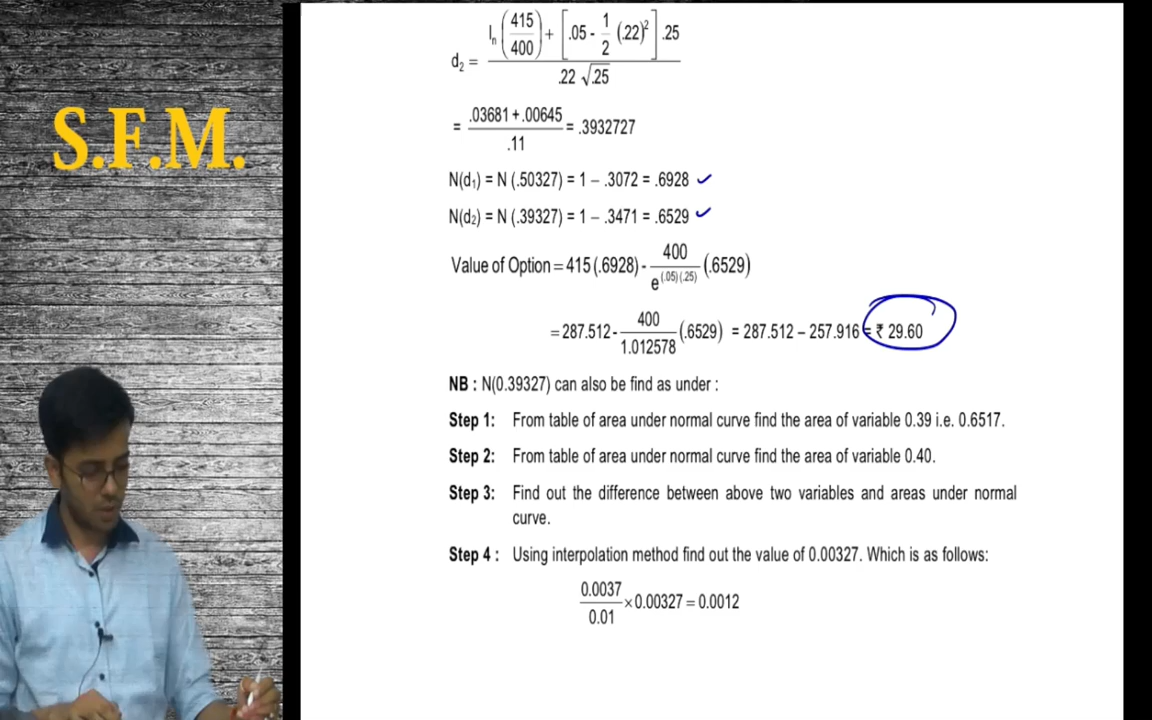 S.F.M.
d₂ = (lₙ (415/400) + [.05 - 1/2 (.22)²] .25) / (.22 √.25)
= (.03681 + .00645) / .11 = .3932727
N(d₁) = N (.50327) = 1 – .3072 = .6928 ✓
N(d₂) = N (.39327) = 1 – .3471 = .6529 ✓
Value of Option = 415 (.6928) - 400 / e^(.05)(.25) (.6529)
= 287.512 - 400 / 1.012578 (.6529) = 287.512 – 257.916 = ₹ 29.60
NB : N(0.39327) can also be find as under :
Step 1: From table of area under normal curve find the area of variable 0.39 i.e. 0.6517.
Step 2: From table of area under normal curve find the area of variable 0.40.
Step 3: Find out the difference between above two variables and areas under normal
curve.
Step 4 : Using interpolation method find out the value of 0.00327. Which is as follows:
0.0037 / 0.01 × 0.00327 = 0.0012